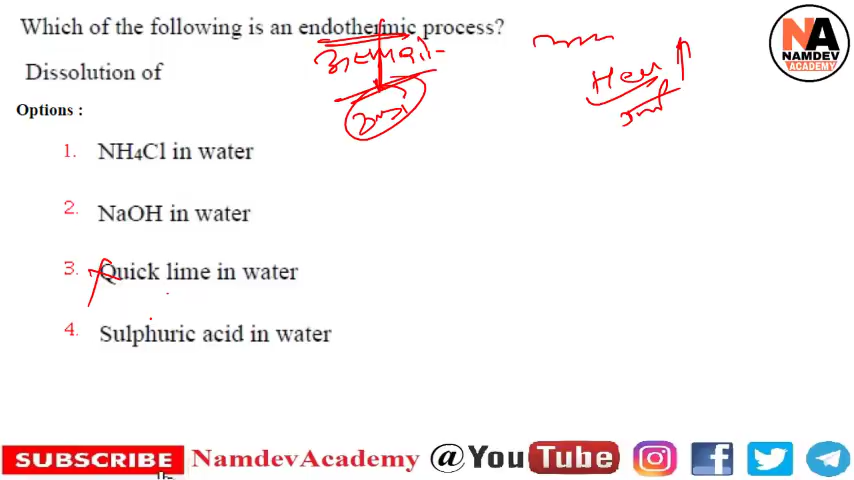 Which of the following is an endothermic process?
NA
NAMDEV
ACADEMY
Dissolution of
Heat
Options :
1. NH4Cl in water
2. NaOH in water
3. Quick lime in water
4. Sulphuric acid in water
SUBSCRIBE NamdevAcademy @YouTube